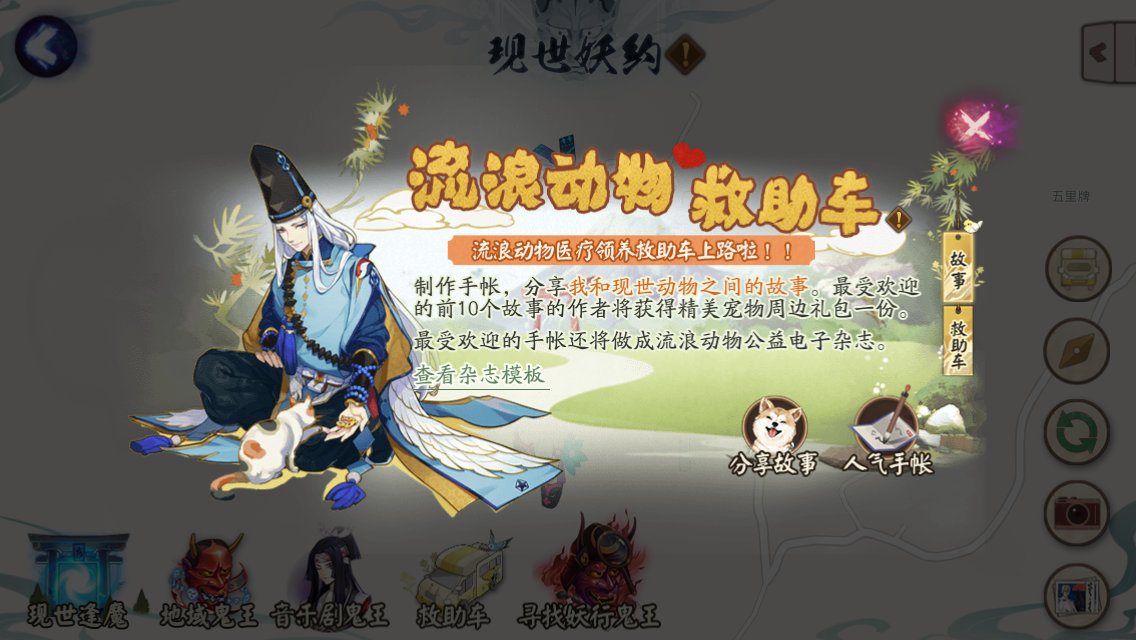 现世妖约
流浪动物救助车
流浪动物医疗领养救助车上路啦！！
制作手帐，分享我和现世动物之间的故事。最受欢迎
的前10个故事的作者将获得精美宠物周边礼包一份。
最受欢迎的手帐还将做成流浪动物公益电子杂志。
查看杂志模板
分享故事
人气手帐
故事
救助车
五里牌
现世逢魔
地域鬼王
音乐剧鬼王
救助车
寻找妖行鬼王